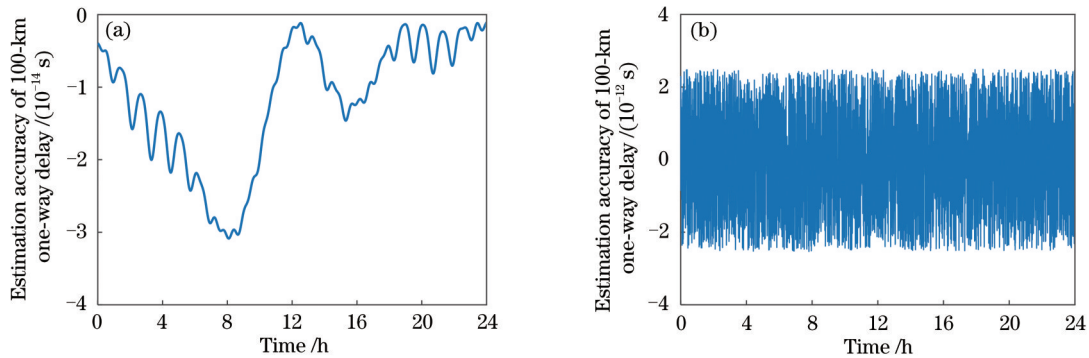 (a)
Estimation accuracy of 100-km
one-way delay /(10⁻¹⁴ s)
0
−1
−2
−3
−4
0 4 8 12 16 20 24
Time /h
(b)
Estimation accuracy of 100-km
one-way delay /(10⁻¹² s)
4
2
0
−2
−4
0 4 8 12 16 20 24
Time /h